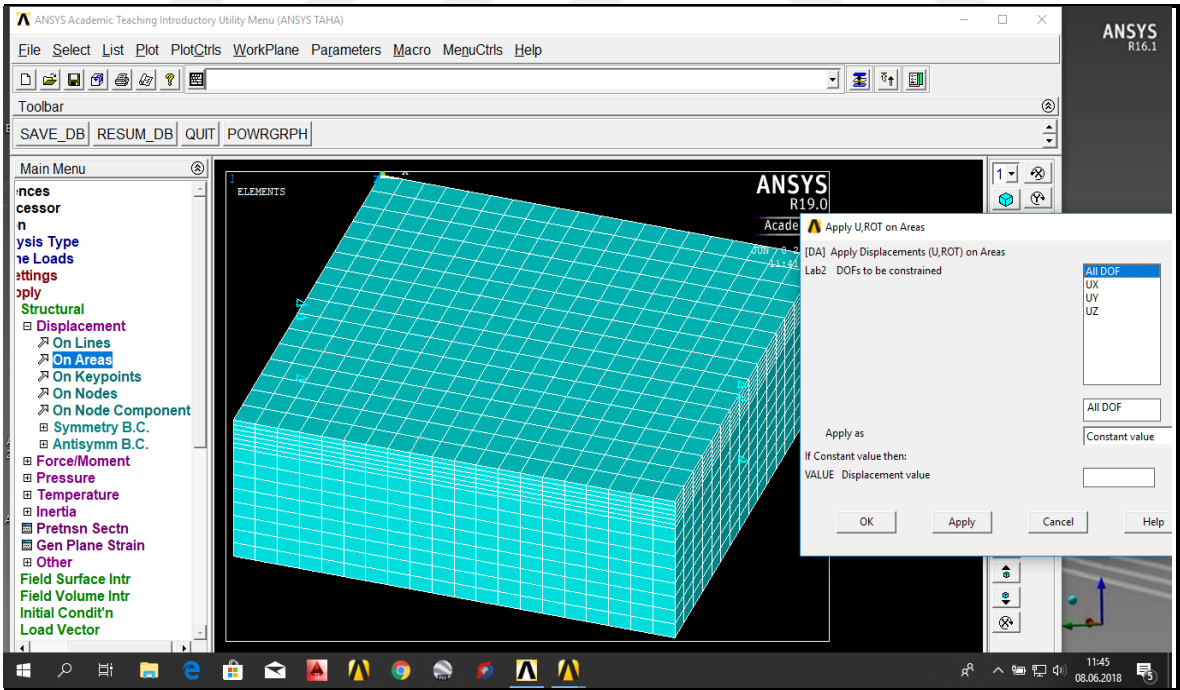 ANSYS Academic Teaching Introductory Utility Menu (ANSYS TAHA)
File Select List Plot PlotCtrls WorkPlane Parameters Macro MenuCtrls Help
Toolbar
SAVE_DB RESUM_DB QUIT POWRGRPH
Main Menu
ences
cessor
n
ysis Type
ne Loads
ettings
pply
Structural
Displacement
On Lines
On Areas
On Keypoints
On Nodes
On Node Component
Symmetry B.C.
Antisymm B.C.
Force/Moment
Pressure
Temperature
Inertia
Pretnsn Sectn
Gen Plane Strain
Other
Field Surface Intr
Field Volume Intr
Initial Condit'n
Load Vector
1
ELEMENTS
ANSYS
R19.0
Acade
JUN
11:41
1
ANSYS
R16.1
Apply U,ROT on Areas
[DA] Apply Displacements (U,ROT) on Areas
Lab2 DOFs to be constrained
All DOF
UX
UY
UZ
All DOF
Apply as
Constant value
If Constant value then:
VALUE Displacement value
OK Apply Cancel Help
11:45
08.06.2018
5